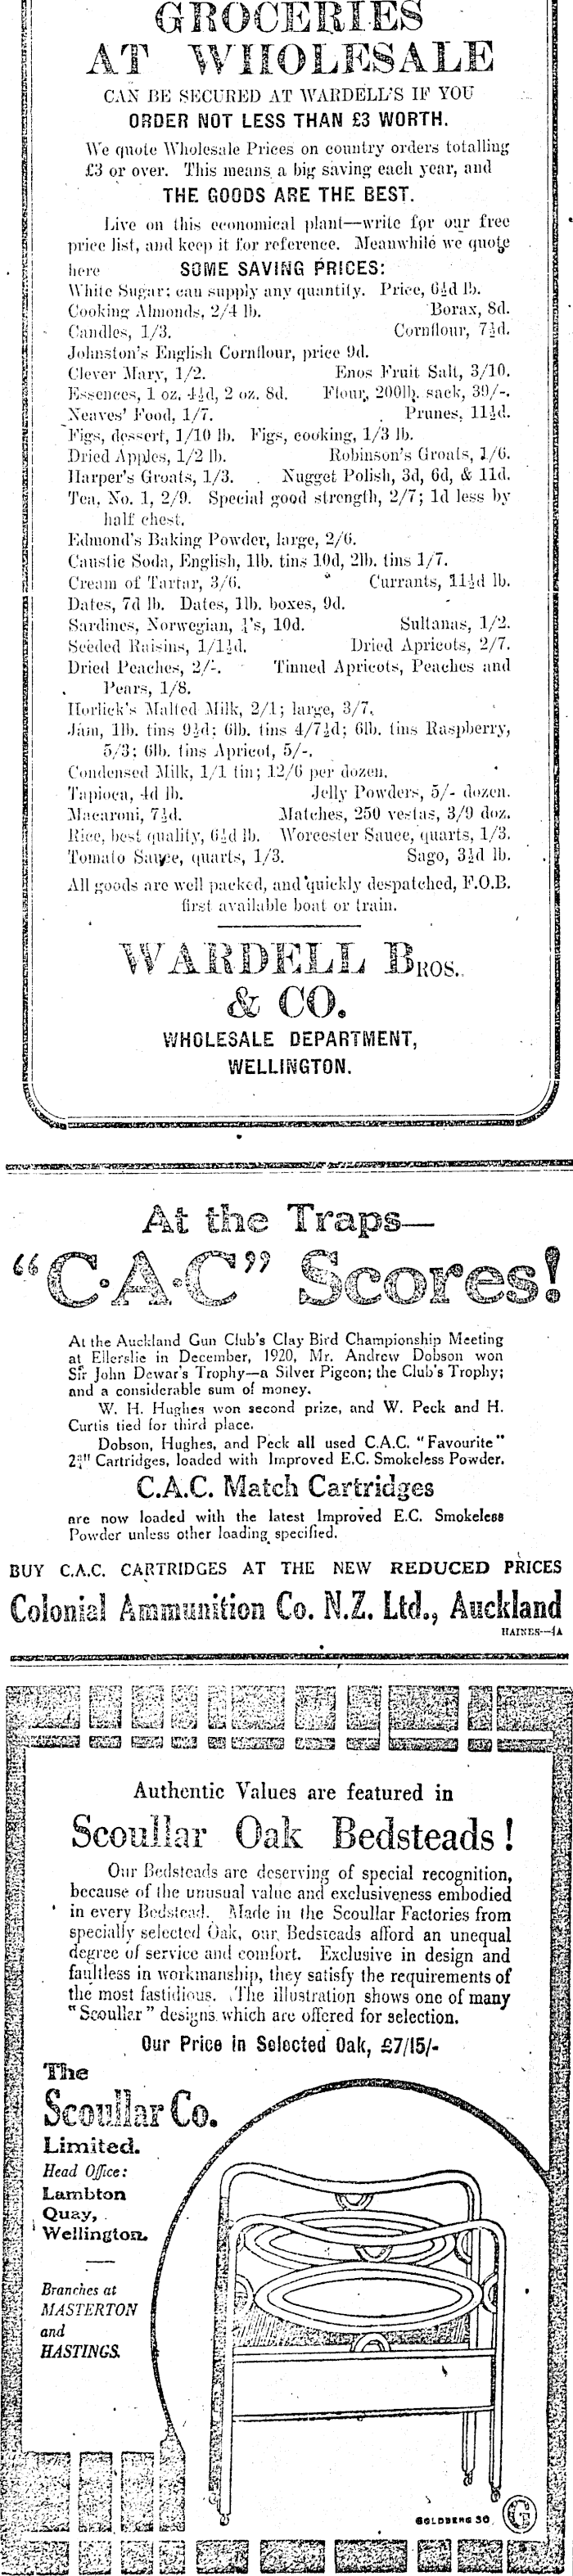 GROCERIES
AT WHOLESALE
CAN BE SECURED AT WARDELL'S IF YOU
ORDER NOT LESS THAN £3 WORTH.
We quote Wholesale Prices on country orders totalling
£3 or over. This means a big saving each year, and
THE GOODS ARE THE BEST.
Live on this economical plant—write for our free
price list, and keep it for reference. Meanwhile we quote
here SOME SAVING PRICES:
White Sugar; can supply any quantity. Price, 6½d lb.
Cooking Almonds, 2/4 lb. Borax, 8d.
Candles, 1/3. Cornflour, 7½d.
Johnston's English Cornflour, price 9d.
Clever Mary, 1/2. Enos Fruit Salt, 3/10.
Essences, 1 oz. 4½d, 2 oz. 8d. Flour, 200lb. sack, 39/-.
Neaves' Food, 1/7. Prunes, 11½d.
Figs, dessert, 1/10 lb. Figs, cooking, 1/3 lb.
Dried Apples, 1/2 lb. Robinson's Groats, 1/6.
Harper's Groats, 1/3. Nugget Polish, 3d, 6d, & 11d.
Tea, No. 1, 2/9. Special good strength, 2/7; 1d less by
half chest.
Edmond's Baking Powder, large, 2/6.
Caustic Soda, English, 1lb. tins 10d, 2lb. tins 1/7.
Cream of Tartar, 3/6. Currants, 11½d lb.
Dates, 7d lb. Dates, 1lb. boxes, 9d.
Sardines, Norwegian, ¼'s, 10d. Sultanas, 1/2.
Seeded Raisins, 1/1½d. Dried Apricots, 2/7.
Dried Peaches, 2/-. Tinned Apricots, Peaches and
Pears, 1/8.
Horlick's Malted Milk, 2/1; large, 3/7.
Jam, 1lb. tins 9½d; 6lb. tins 4/7½d; 6lb. tins Raspberry,
5/3; 6lb. tins Apricot, 5/-.
Condensed Milk, 1/1 tin; 12/6 per dozen.
Tapioca, 4d lb. Jelly Powders, 5/- dozen.
Macaroni, 7½d. Matches, 250 vestas, 3/9 doz.
Rice, best quality, 6½d lb. Worcester Sauce, quarts, 1/3.
Tomato Sauce, quarts, 1/3. Sago, 3½d lb.
All goods are well packed, and quickly despatched, F.O.B.
first available boat or train.
WARDELL BROS.
& CO.
WHOLESALE DEPARTMENT,
WELLINGTON.
At the Traps—
"C.A.C" Scores!
At the Auckland Gun Club's Clay Bird Championship Meeting
at Ellerslie in December, 1920, Mr. Andrew Dobson won
Sir John Dewar's Trophy—a Silver Pigeon; the Club's Trophy;
and a considerable sum of money.
W. H. Hughes won second prize, and W. Peck and H.
Curtis tied for third place.
Dobson, Hughes, and Peck all used C.A.C. "Favourite"
2¾" Cartridges, loaded with Improved E.C. Smokeless Powder.
C.A.C. Match Cartridges
are now loaded with the latest Improved E.C. Smokeless
Powder unless other loading specified.
BUY C.A.C. CARTRIDGES AT THE NEW REDUCED PRICES
Colonial Ammunition Co. N.Z. Ltd., Auckland
HAINES—4A
Authentic Values are featured in
Scoullar Oak Bedsteads!
Our Bedsteads are deserving of special recognition,
because of the unusual value and exclusiveness embodied
in every Bedstead. Made in the Scoullar Factories from
specially selected Oak, our Bedsteads afford an unequal
degree of service and comfort. Exclusive in design and
faultless in workmanship, they satisfy the requirements of
the most fastidious. The illustration shows one of many
"Scoullar" designs which are offered for selection.
Our Price in Selected Oak, £7/15/-
The
Scoullar Co.
Limited.
Head Office:
Lambton
Quay,
Wellington.
Branches at
MASTERTON
and
HASTINGS.
GOLDBERG 30
G